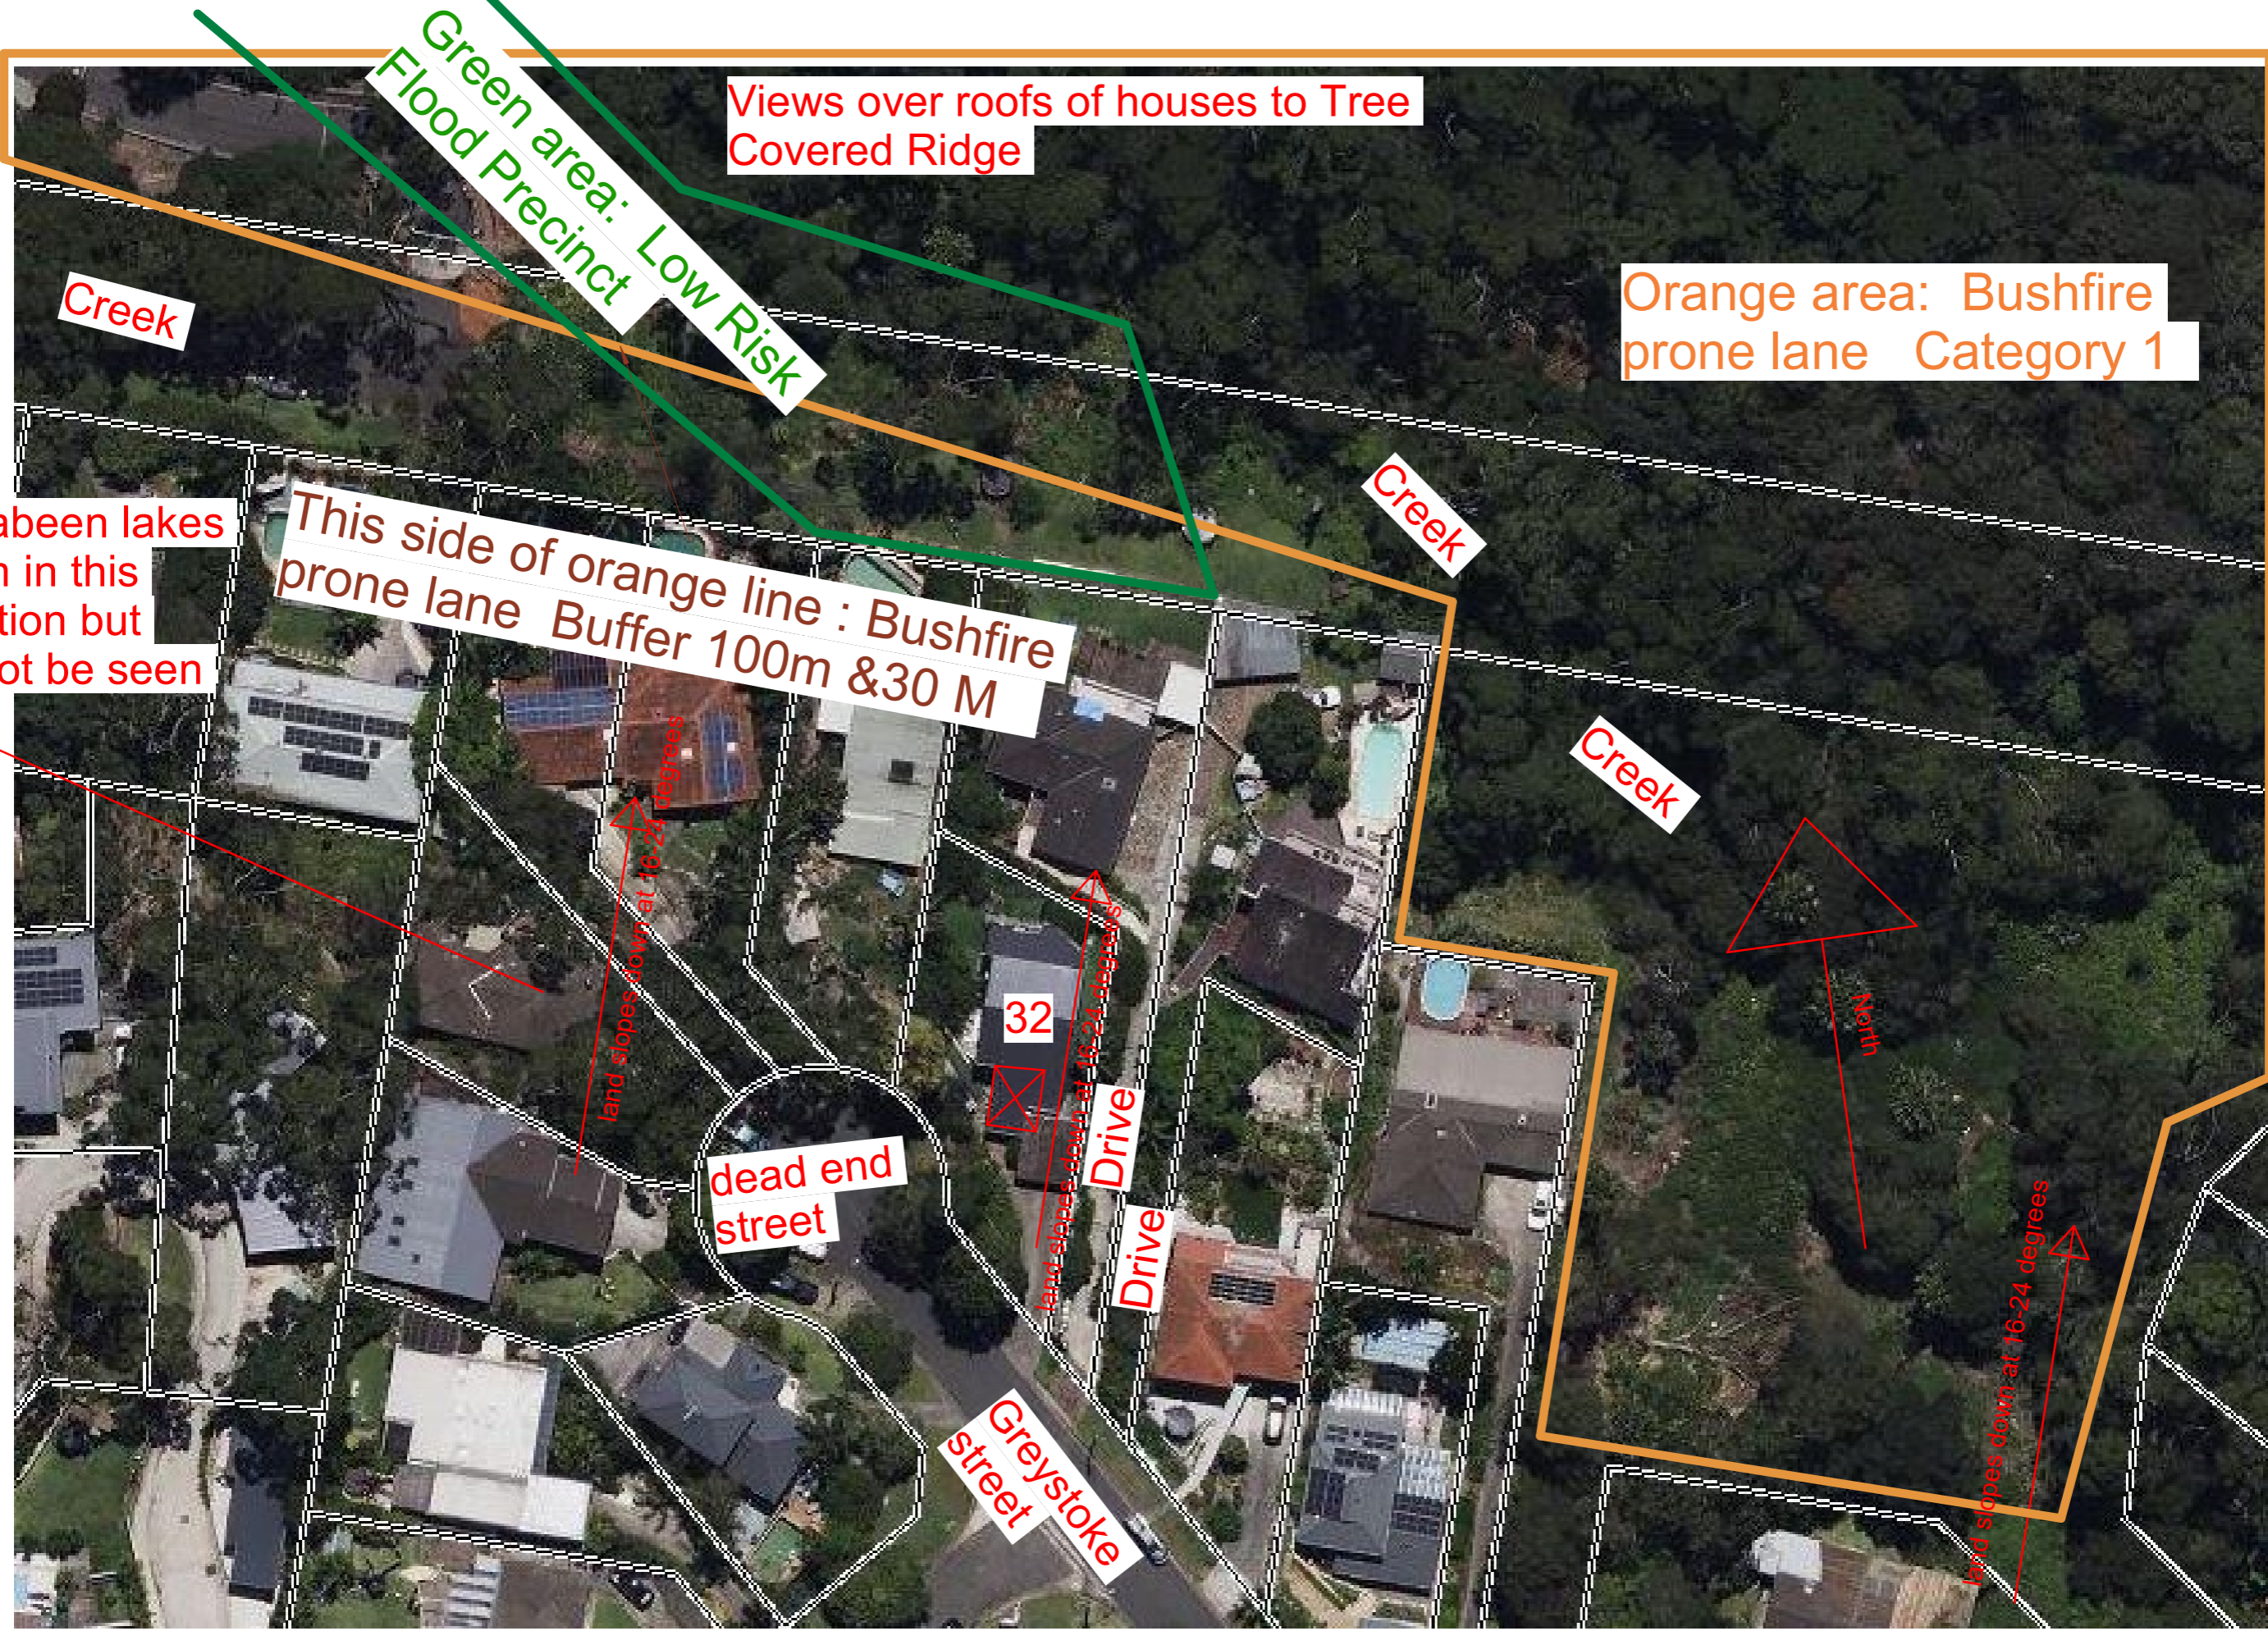 Green area:  Low Risk
Flood Precinct
Views over roofs of houses to Tree
Covered Ridge
Orange area:  Bushfire
prone lane   Category 1
Creek
Creek
Creek
abeen lakes
n in this
tion but
ot be seen
This side of orange line : Bushfire
prone lane  Buffer 100m &30 M
land slopes down at 16-24 degrees
32
land slopes down at 16-24 degrees
North
Drive
Drive
dead end
street
land slopes down at 16-24 degrees
Greystoke
street